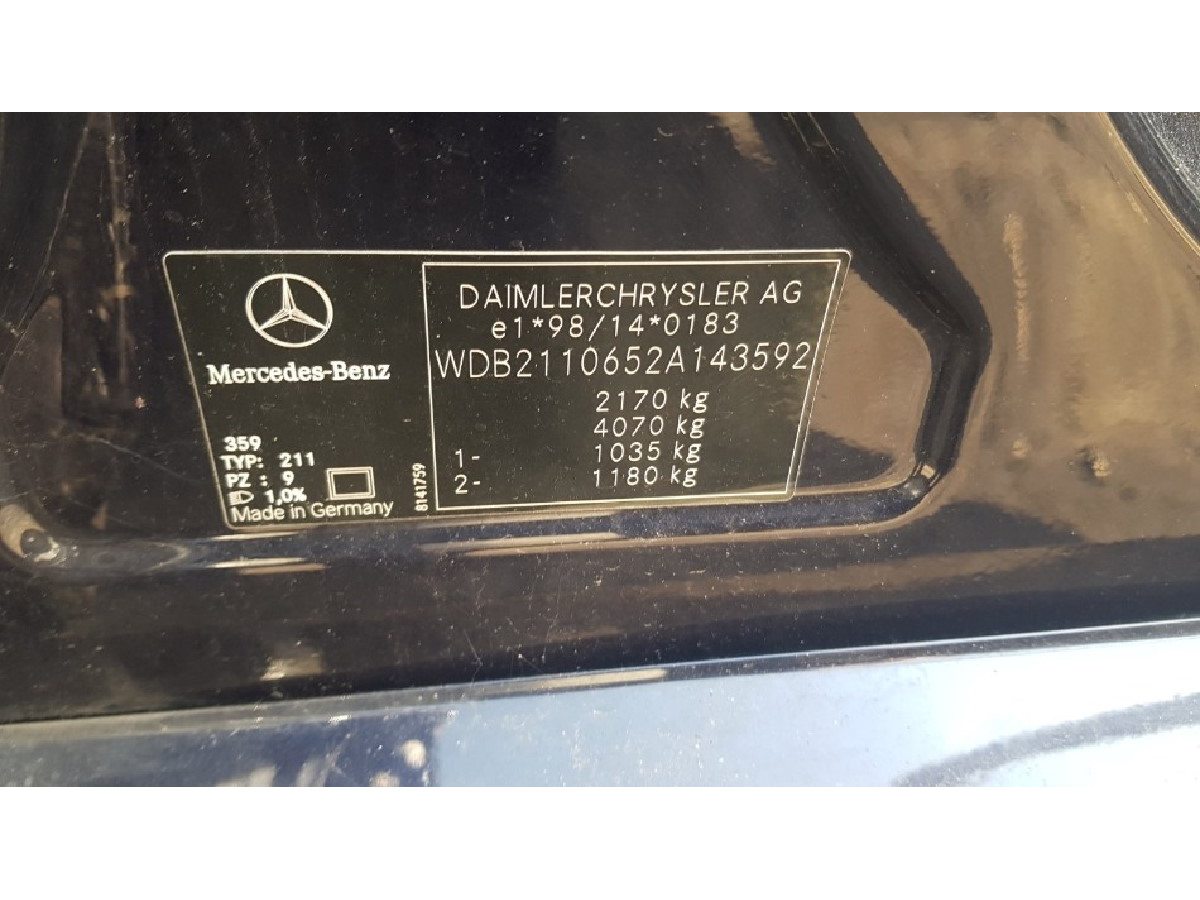 Mercedes-Benz
359
TYP: 211
PZ : 9
1,0%
Made in Germany
8141759
DAIMLERCHRYSLER AG
e1*98/14*0183
WDB2110652A143592
2170 kg
4070 kg
1- 1035 kg
2- 1180 kg